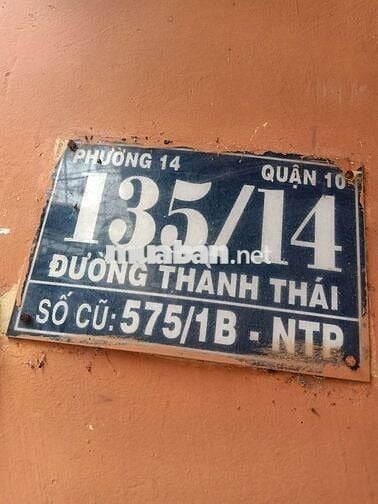 PHƯỜNG 14 QUẬN 10
135/14
muaban.net
ĐƯỜNG THÀNH THÁI
SỐ CŨ: 575/1B - NTP